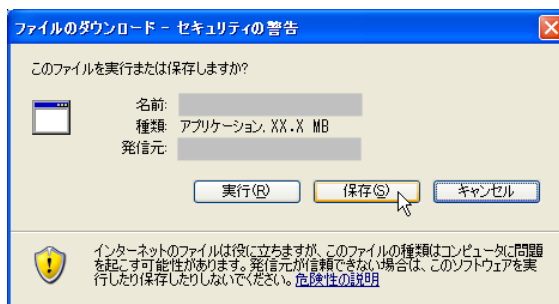 ファイルのダウンロード - セキュリティの警告
このファイルを実行または保存しますか?
名前:
種類: アプリケーション, XX.X MB
発信元:
実行(R) 保存(S) キャンセル
インターネットのファイルは役に立ちますが、このファイルの種類はコンピュータに問題
を起こす可能性があります。発信元が信頼できない場合は、このソフトウェアを実
行したり保存したりしないでください。危険性の説明